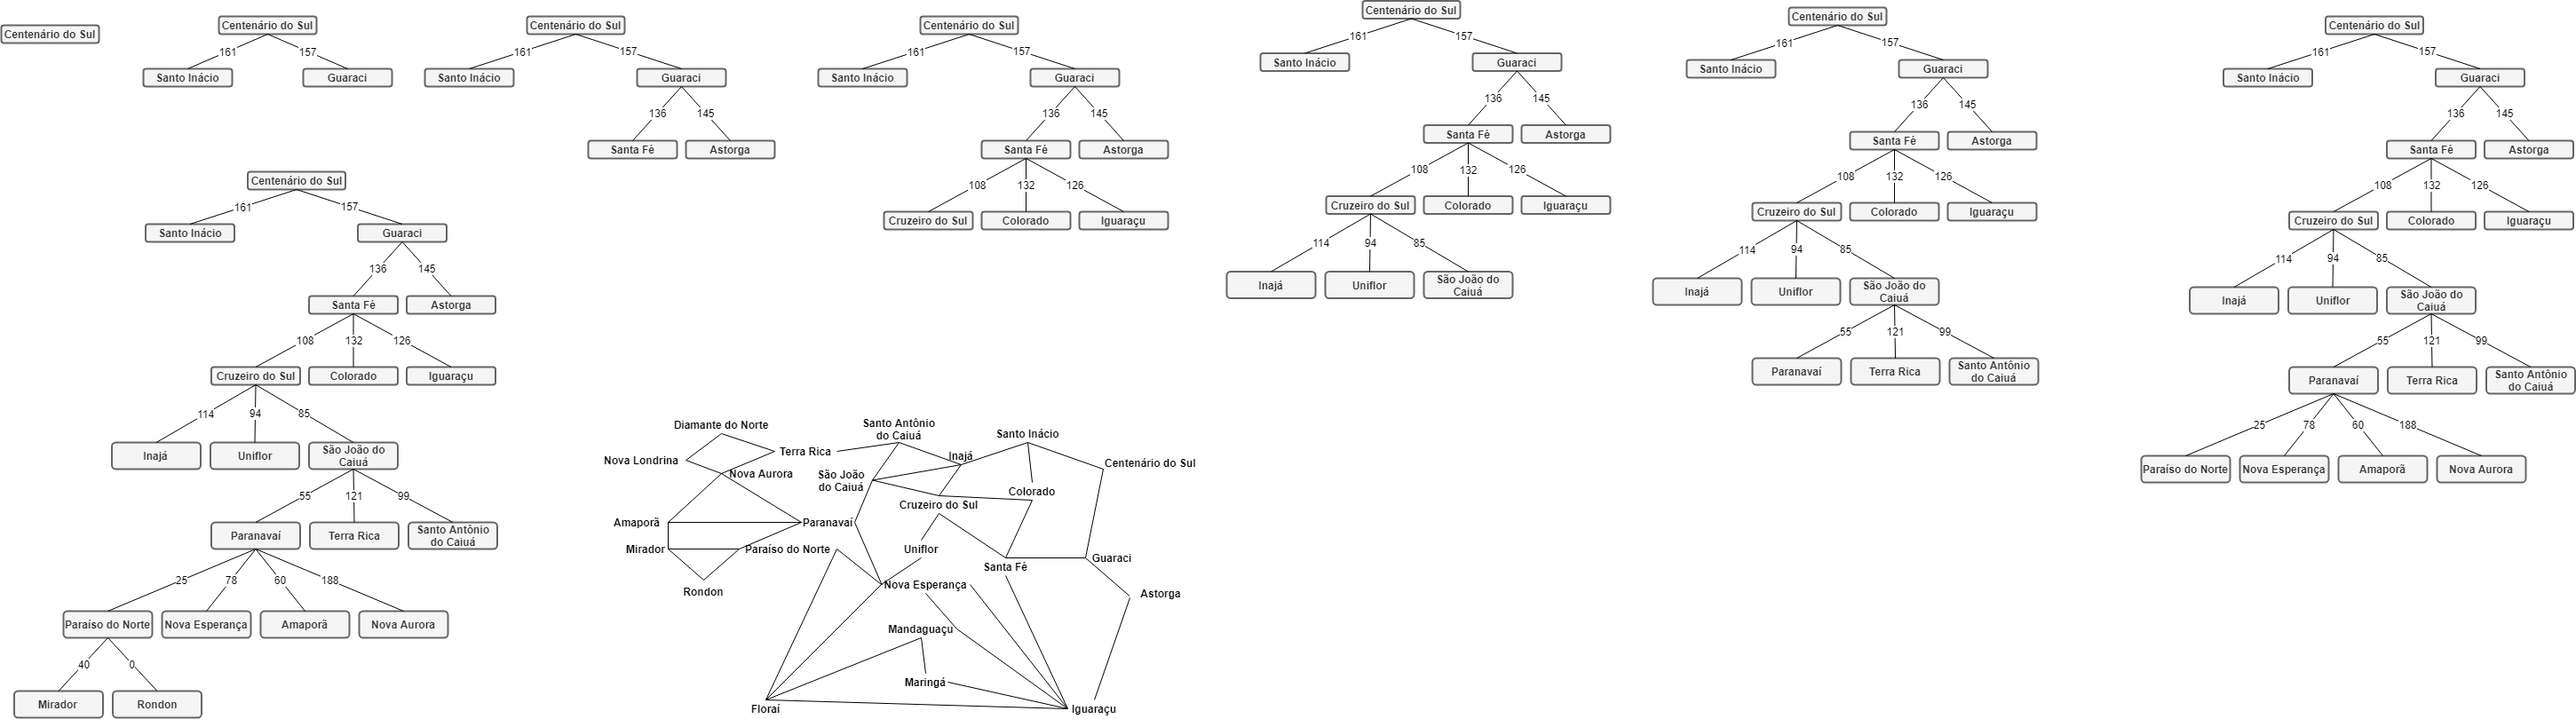 Centenário do Sul
Centenário do Sul
161
157
Santo Inácio
Guaraci
Centenário do Sul
161
157
Santo Inácio
Guaraci
136
145
Santa Fé
Astorga
Centenário do Sul
161
157
Santo Inácio
Guaraci
136
145
Santa Fé
Astorga
108
132
126
Cruzeiro do Sul
Colorado
Iguaraçu
Centenário do Sul
161
157
Santo Inácio
Guaraci
136
145
Santa Fé
Astorga
108
132
126
Cruzeiro do Sul
Colorado
Iguaraçu
114
94
85
Inajá
Uniflor
São João do
Caiuá
Centenário do Sul
161
157
Santo Inácio
Guaraci
136
145
Santa Fé
Astorga
108
132
126
Cruzeiro do Sul
Colorado
Iguaraçu
114
94
85
Inajá
Uniflor
São João do
Caiuá
55
121
99
Paranavaí
Terra Rica
Santo Antônio
do Caiuá
Centenário do Sul
161
157
Santo Inácio
Guaraci
136
145
Santa Fé
Astorga
108
132
126
Cruzeiro do Sul
Colorado
Iguaraçu
114
94
85
Inajá
Uniflor
São João do
Caiuá
55
121
99
Paranavaí
Terra Rica
Santo Antônio
do Caiuá
25
78
60
188
Paraíso do Norte
Nova Esperança
Amaporã
Nova Aurora
Centenário do Sul
161
157
Santo Inácio
Guaraci
136
145
Santa Fé
Astorga
108
132
126
Cruzeiro do Sul
Colorado
Iguaraçu
114
94
85
Inajá
Uniflor
São João do
Caiuá
55
121
99
Paranavaí
Terra Rica
Santo Antônio
do Caiuá
25
78
60
188
Paraíso do Norte
Nova Esperança
Amaporã
Nova Aurora
40
0
Mirador
Rondon
Diamante do Norte
Santo Antônio
do Caiuá
Santo Inácio
Nova Londrina
Terra Rica
Inajá
Centenário do Sul
Nova Aurora
São João
do Caiuá
Colorado
Cruzeiro do Sul
Amaporã
Paranavaí
Mirador
Paraíso do Norte
Uniflor
Guaraci
Santa Fé
Rondon
Nova Esperança
Astorga
Mandaguaçu
Maringá
Floraí
Iguaraçu